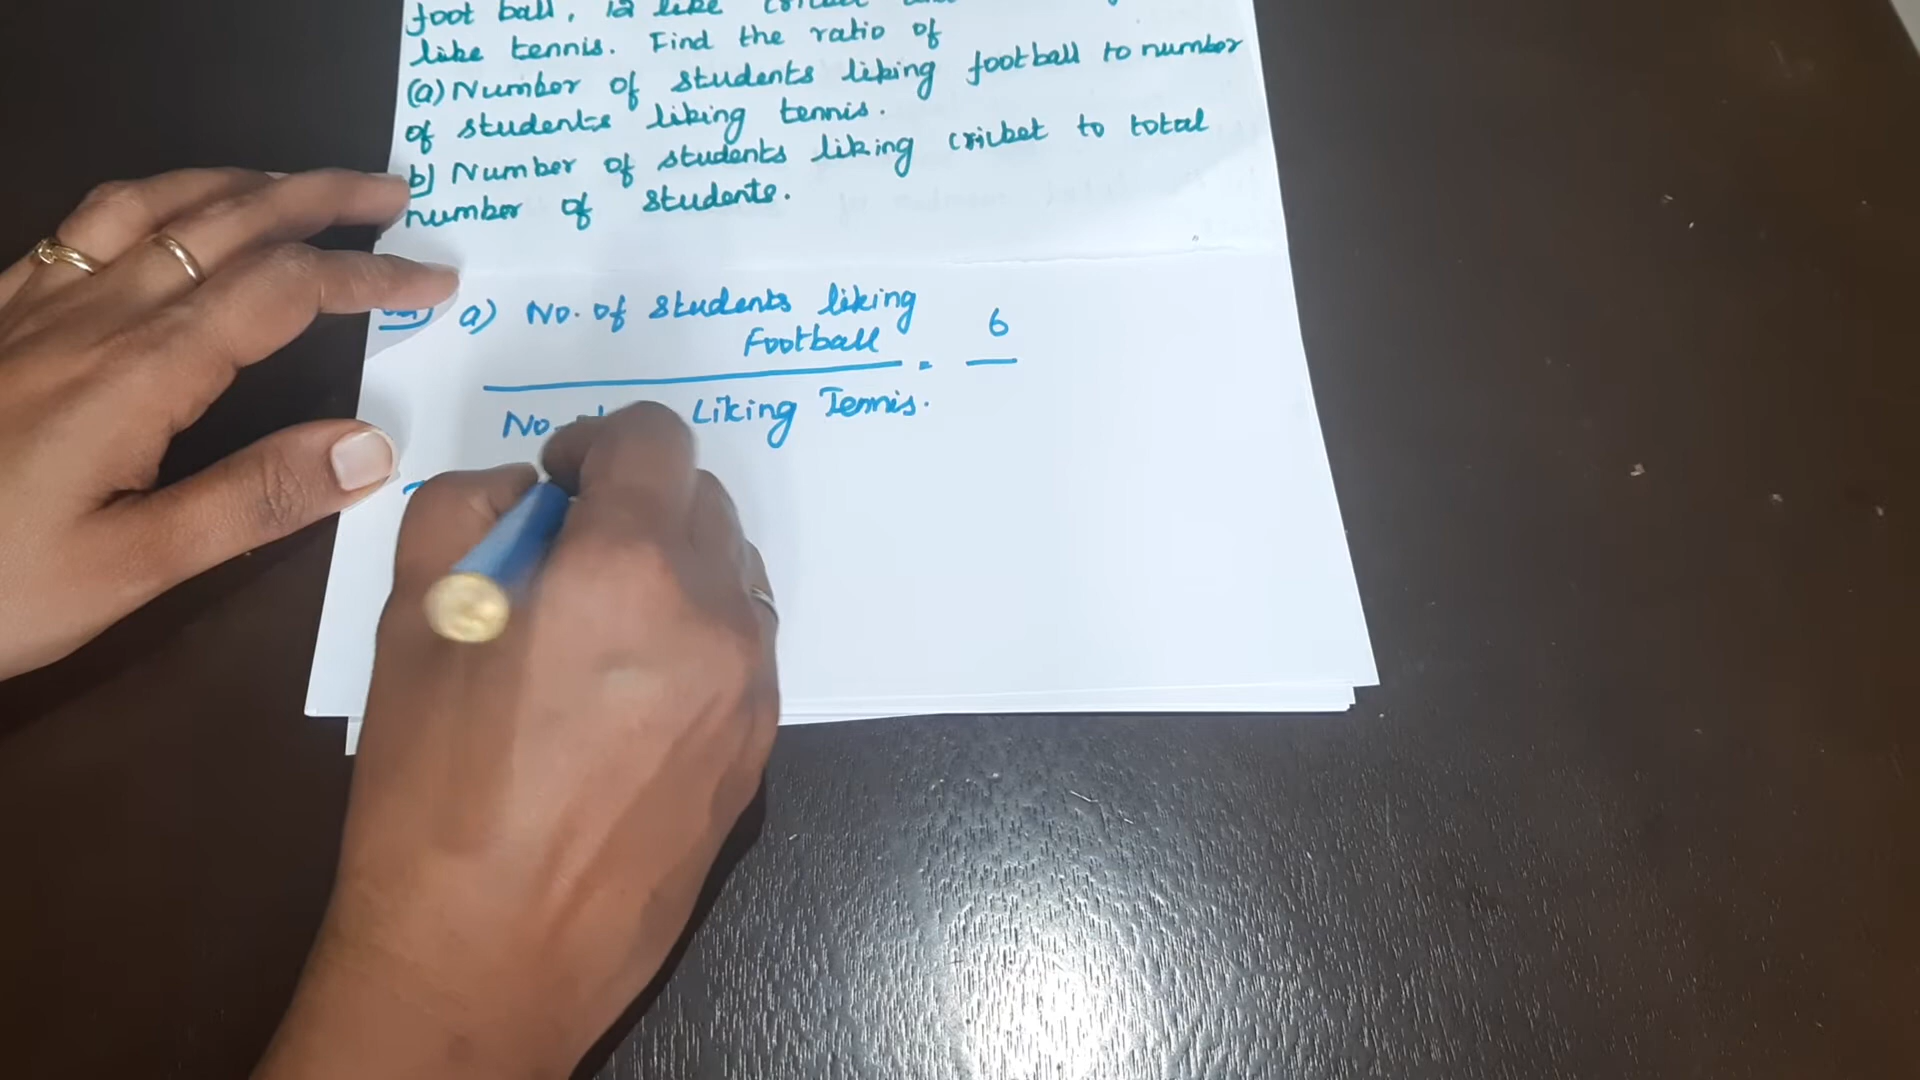 foot ball, 12 like
like tennis. Find the ratio of
(a) Number of students liking football to number
of students liking tennis.
b) Number of students liking cricket to total
number of students.
a) No. of Students liking
Football = 6
No. Liking Tennis.